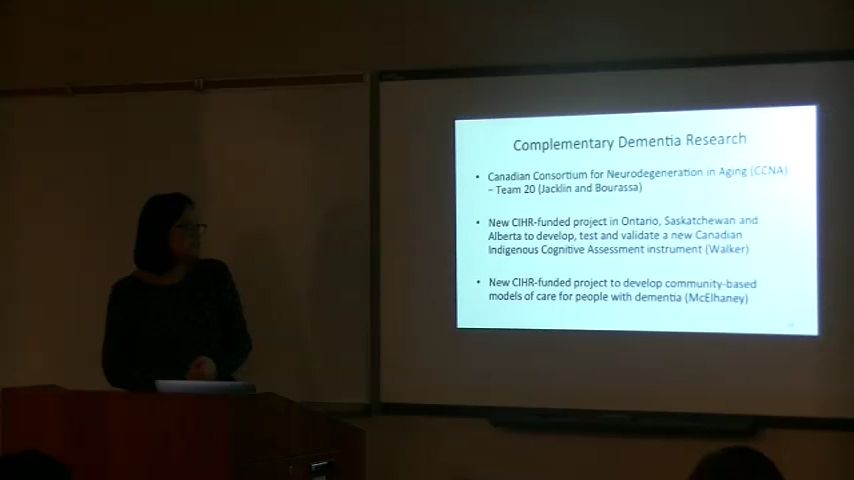 Complementary Dementia Research
• Canadian Consortium for Neurodegeneration in Aging (CCNA)
– Team 20 (Jacklin and Bourassa)
• New CIHR-funded project in Ontario, Saskatchewan and
Alberta to develop, test and validate a new Canadian
Indigenous Cognitive Assessment instrument (Walker)
• New CIHR-funded project to develop community-based
models of care for people with dementia (McElhaney)